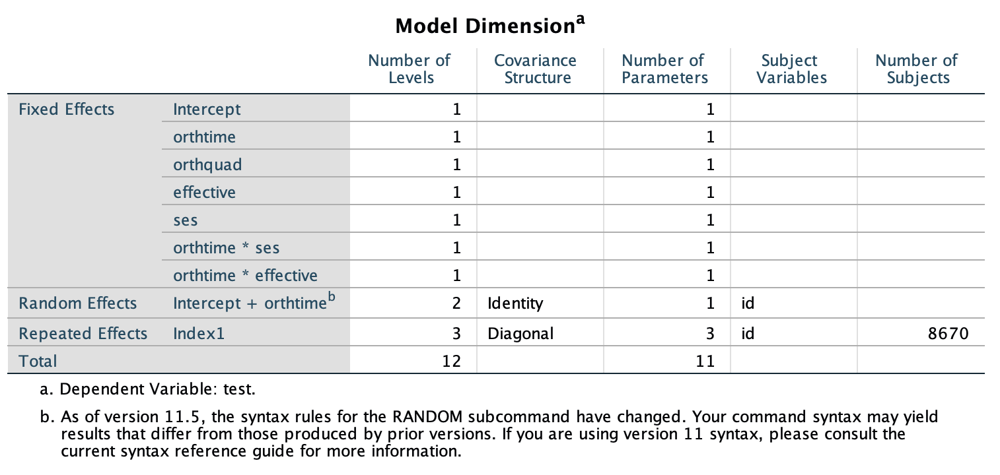 Model Dimensionᵃ
Number of Levels Covariance Structure Number of Parameters Subject Variables Number of Subjects
Fixed Effects Intercept 1 1
orthtime 1 1
orthquad 1 1
effective 1 1
ses 1 1
orthtime * ses 1 1
orthtime * effective 1 1
Random Effects Intercept + orthtimeᵇ 2 Identity 1 id
Repeated Effects Index1 3 Diagonal 3 id 8670
Total 12 11
a. Dependent Variable: test.
b. As of version 11.5, the syntax rules for the RANDOM subcommand have changed. Your command syntax may yield
results that differ from those produced by prior versions. If you are using version 11 syntax, please consult the
current syntax reference guide for more information.